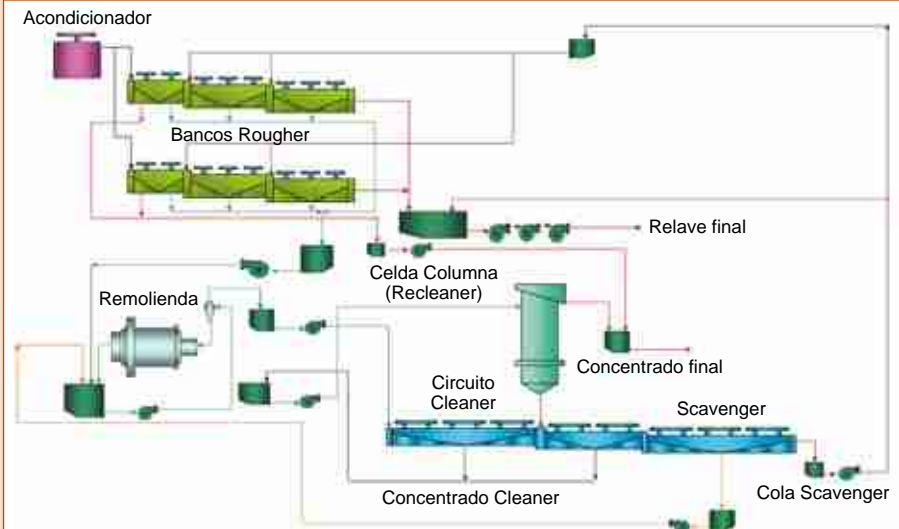 Acondicionador
Bancos Rougher
Relave final
Celda Columna
(Recleaner)
Remolienda
Concentrado final
Circuito
Cleaner
Scavenger
Concentrado Cleaner
Cola Scavenger